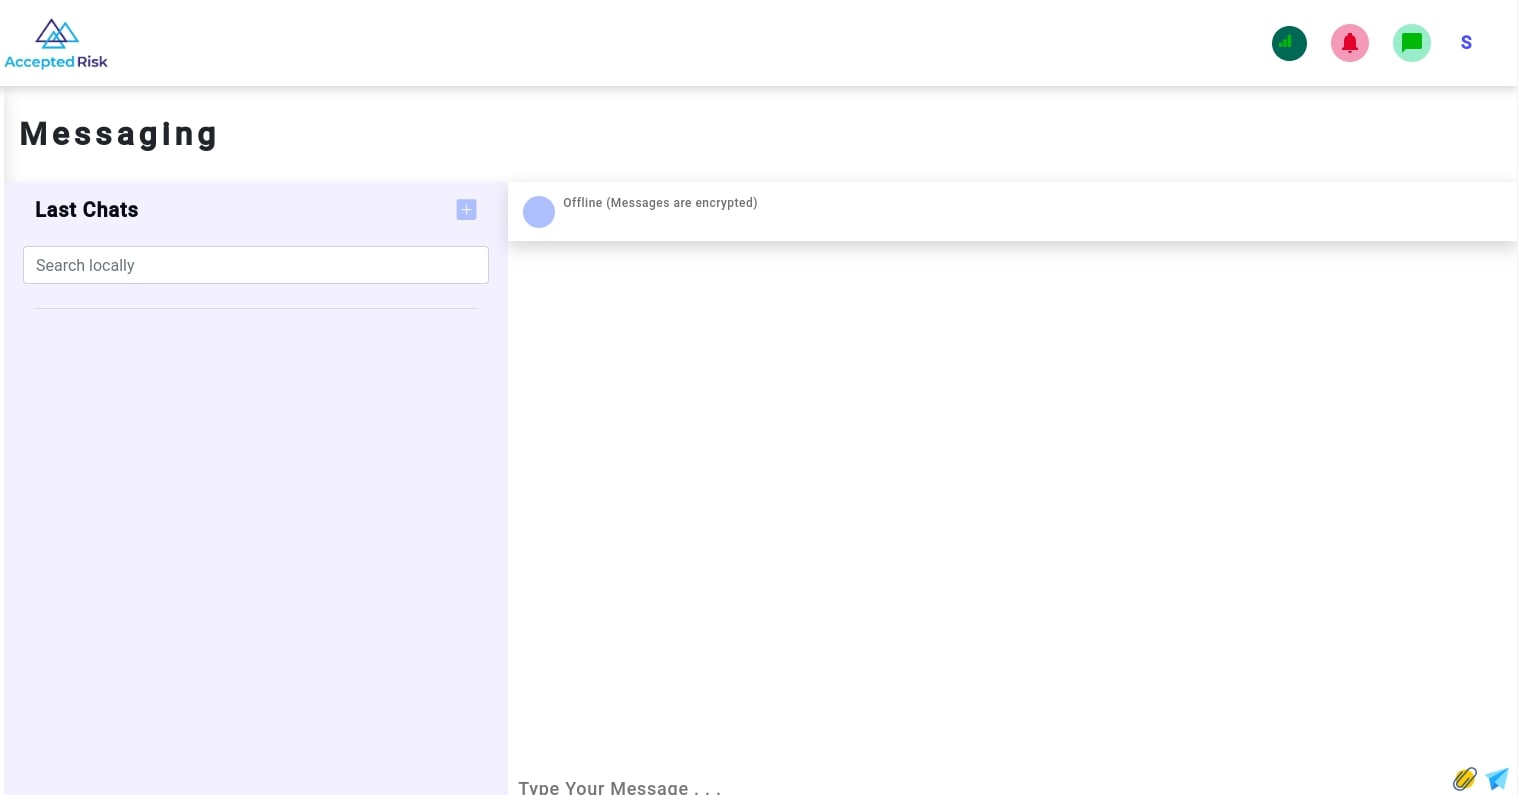 Accepted Risk
S
Messaging
Last Chats
Offline (Messages are encrypted)
Search locally
Type Your Message . . .